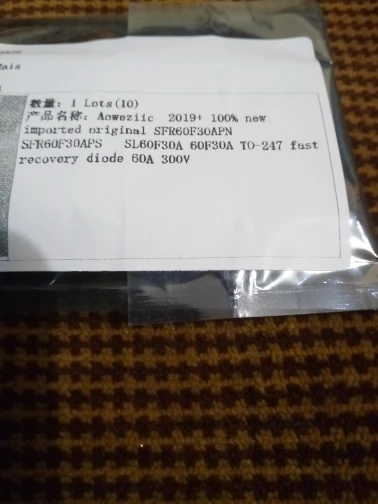 数量: 1 Lots(10)
产品名称: Aoweziic 2019+ 100% new
imported original SFR60F30APN
SFR60F30APS SL60F30A 60F30A TO-247 fast
recovery diode 60A 300V